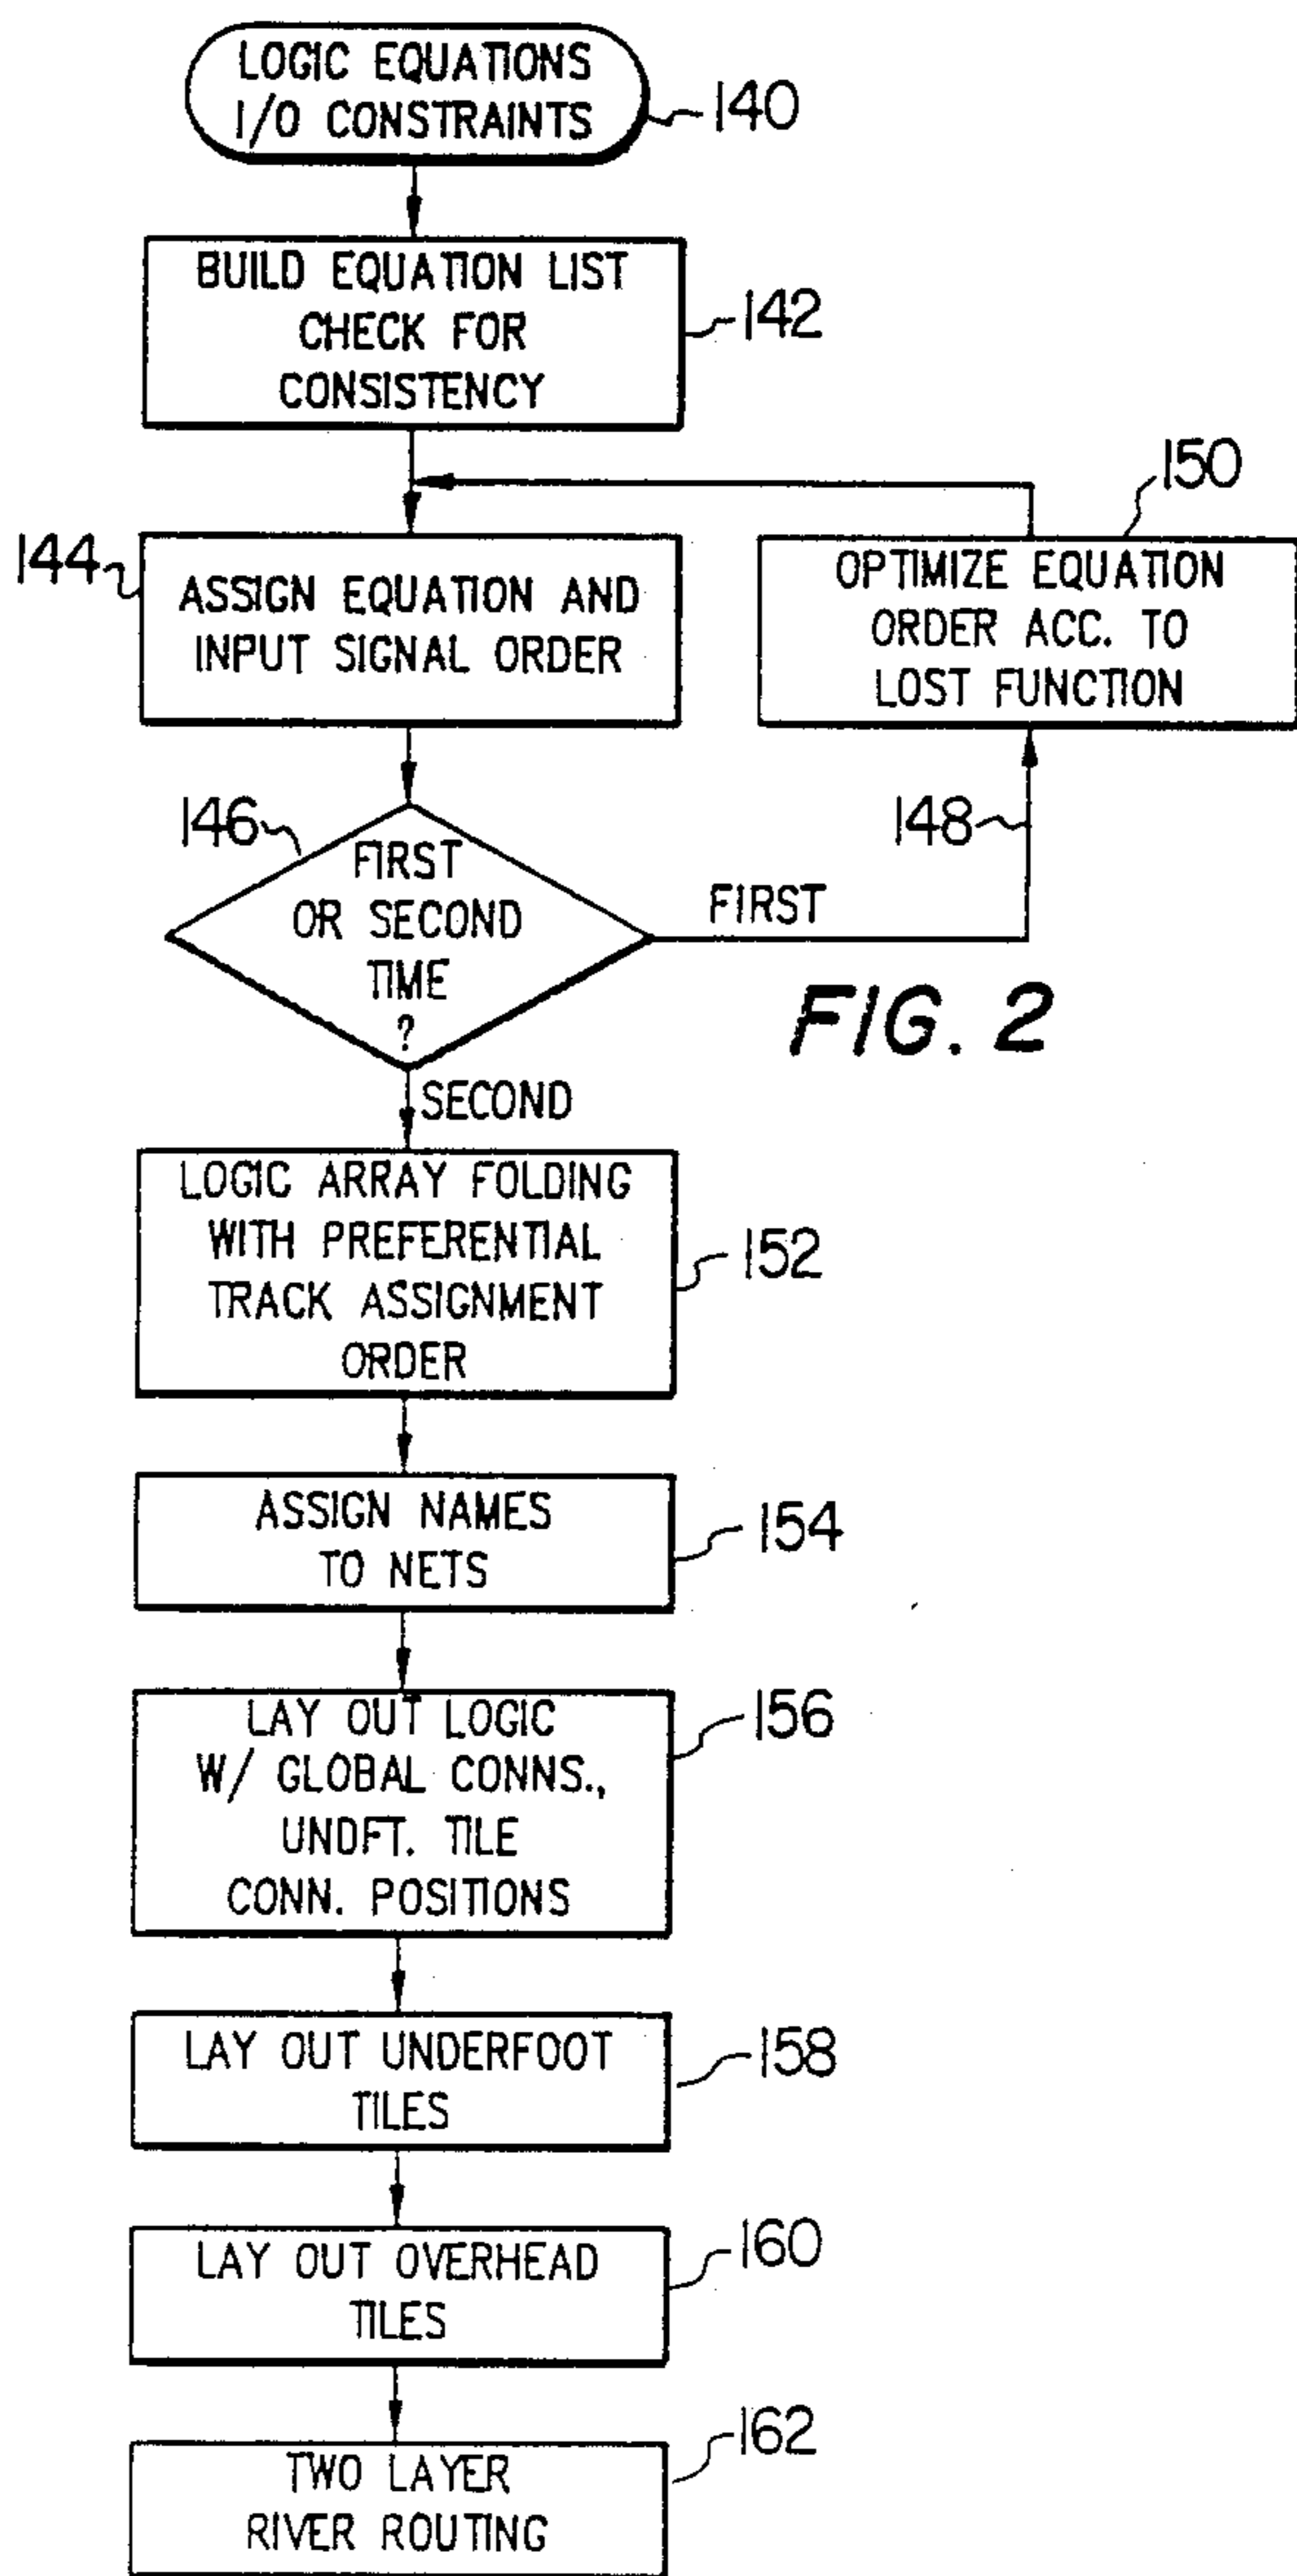 LOGIC EQUATIONS
I/O CONSTRAINTS
140
BUILD EQUATION LIST
CHECK FOR
CONSISTENCY
142
144
ASSIGN EQUATION AND
INPUT SIGNAL ORDER
150
OPTIMIZE EQUATION
ORDER ACC. TO
LOST FUNCTION
146
FIRST
OR SECOND
TIME
?
FIRST
148
FIG. 2
SECOND
LOGIC ARRAY FOLDING
WITH PREFERENTIAL
TRACK ASSIGNMENT
ORDER
152
ASSIGN NAMES
TO NETS
154
LAY OUT LOGIC
W/ GLOBAL CONNS.,
UNDFT. TILE
CONN. POSITIONS
156
LAY OUT UNDERFOOT
TILES
158
LAY OUT OVERHEAD
TILES
160
TWO LAYER
RIVER ROUTING
162